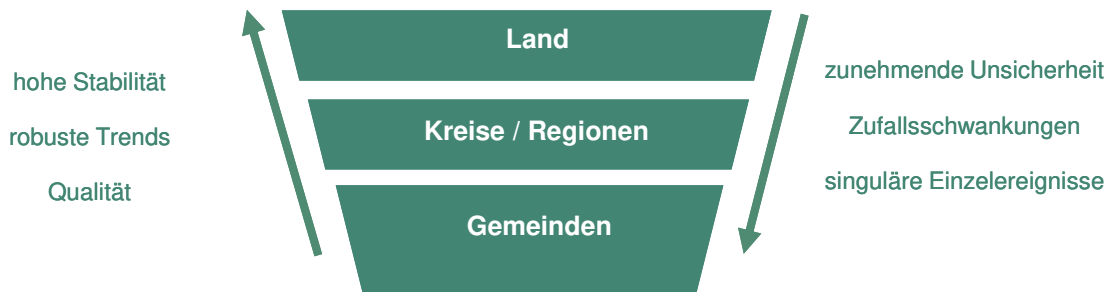 Land
hohe Stabilität
zunehmende Unsicherheit
robuste Trends
Kreise / Regionen
Zufallsschwankungen
Qualität
singuläre Einzelereignisse
Gemeinden